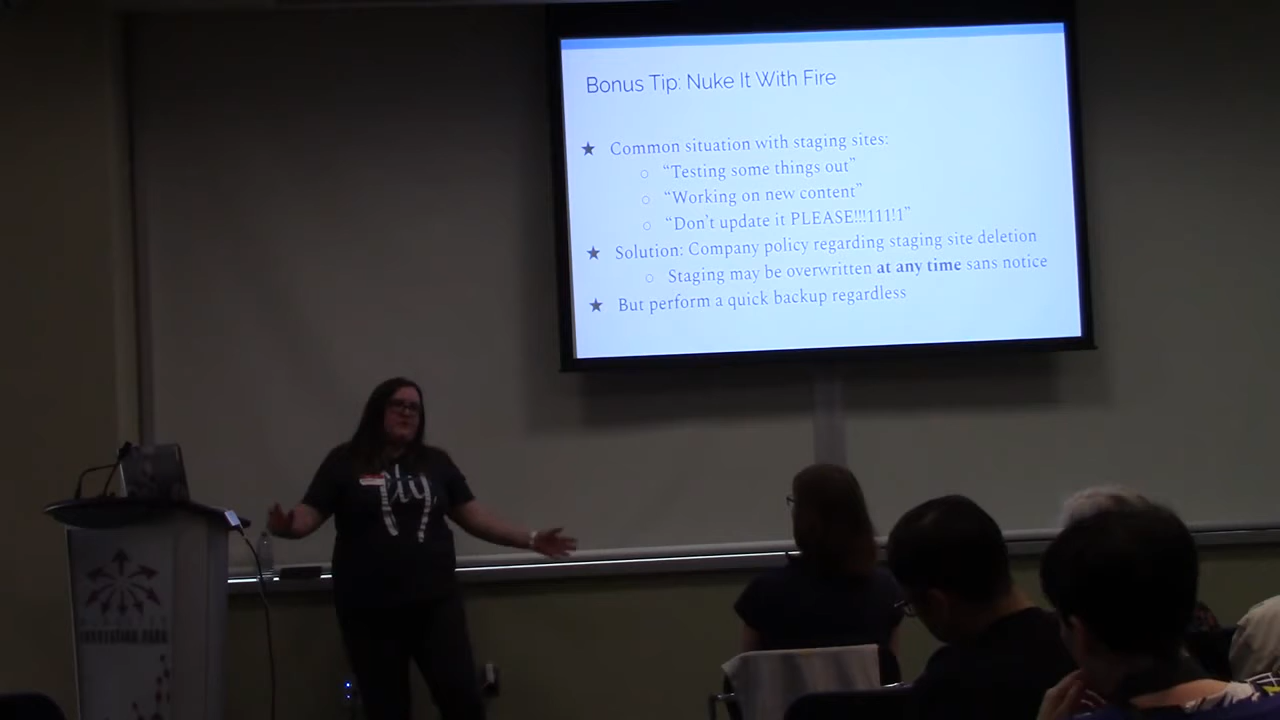 Bonus Tip: Nuke It With Fire
★ Common situation with staging sites:
○ “Testing some things out”
○ “Working on new content”
○ “Don’t update it PLEASE!!!111!1”
★ Solution: Company policy regarding staging site deletion
○ Staging may be overwritten at any time sans notice
★ But perform a quick backup regardless
INNOVATION PARK